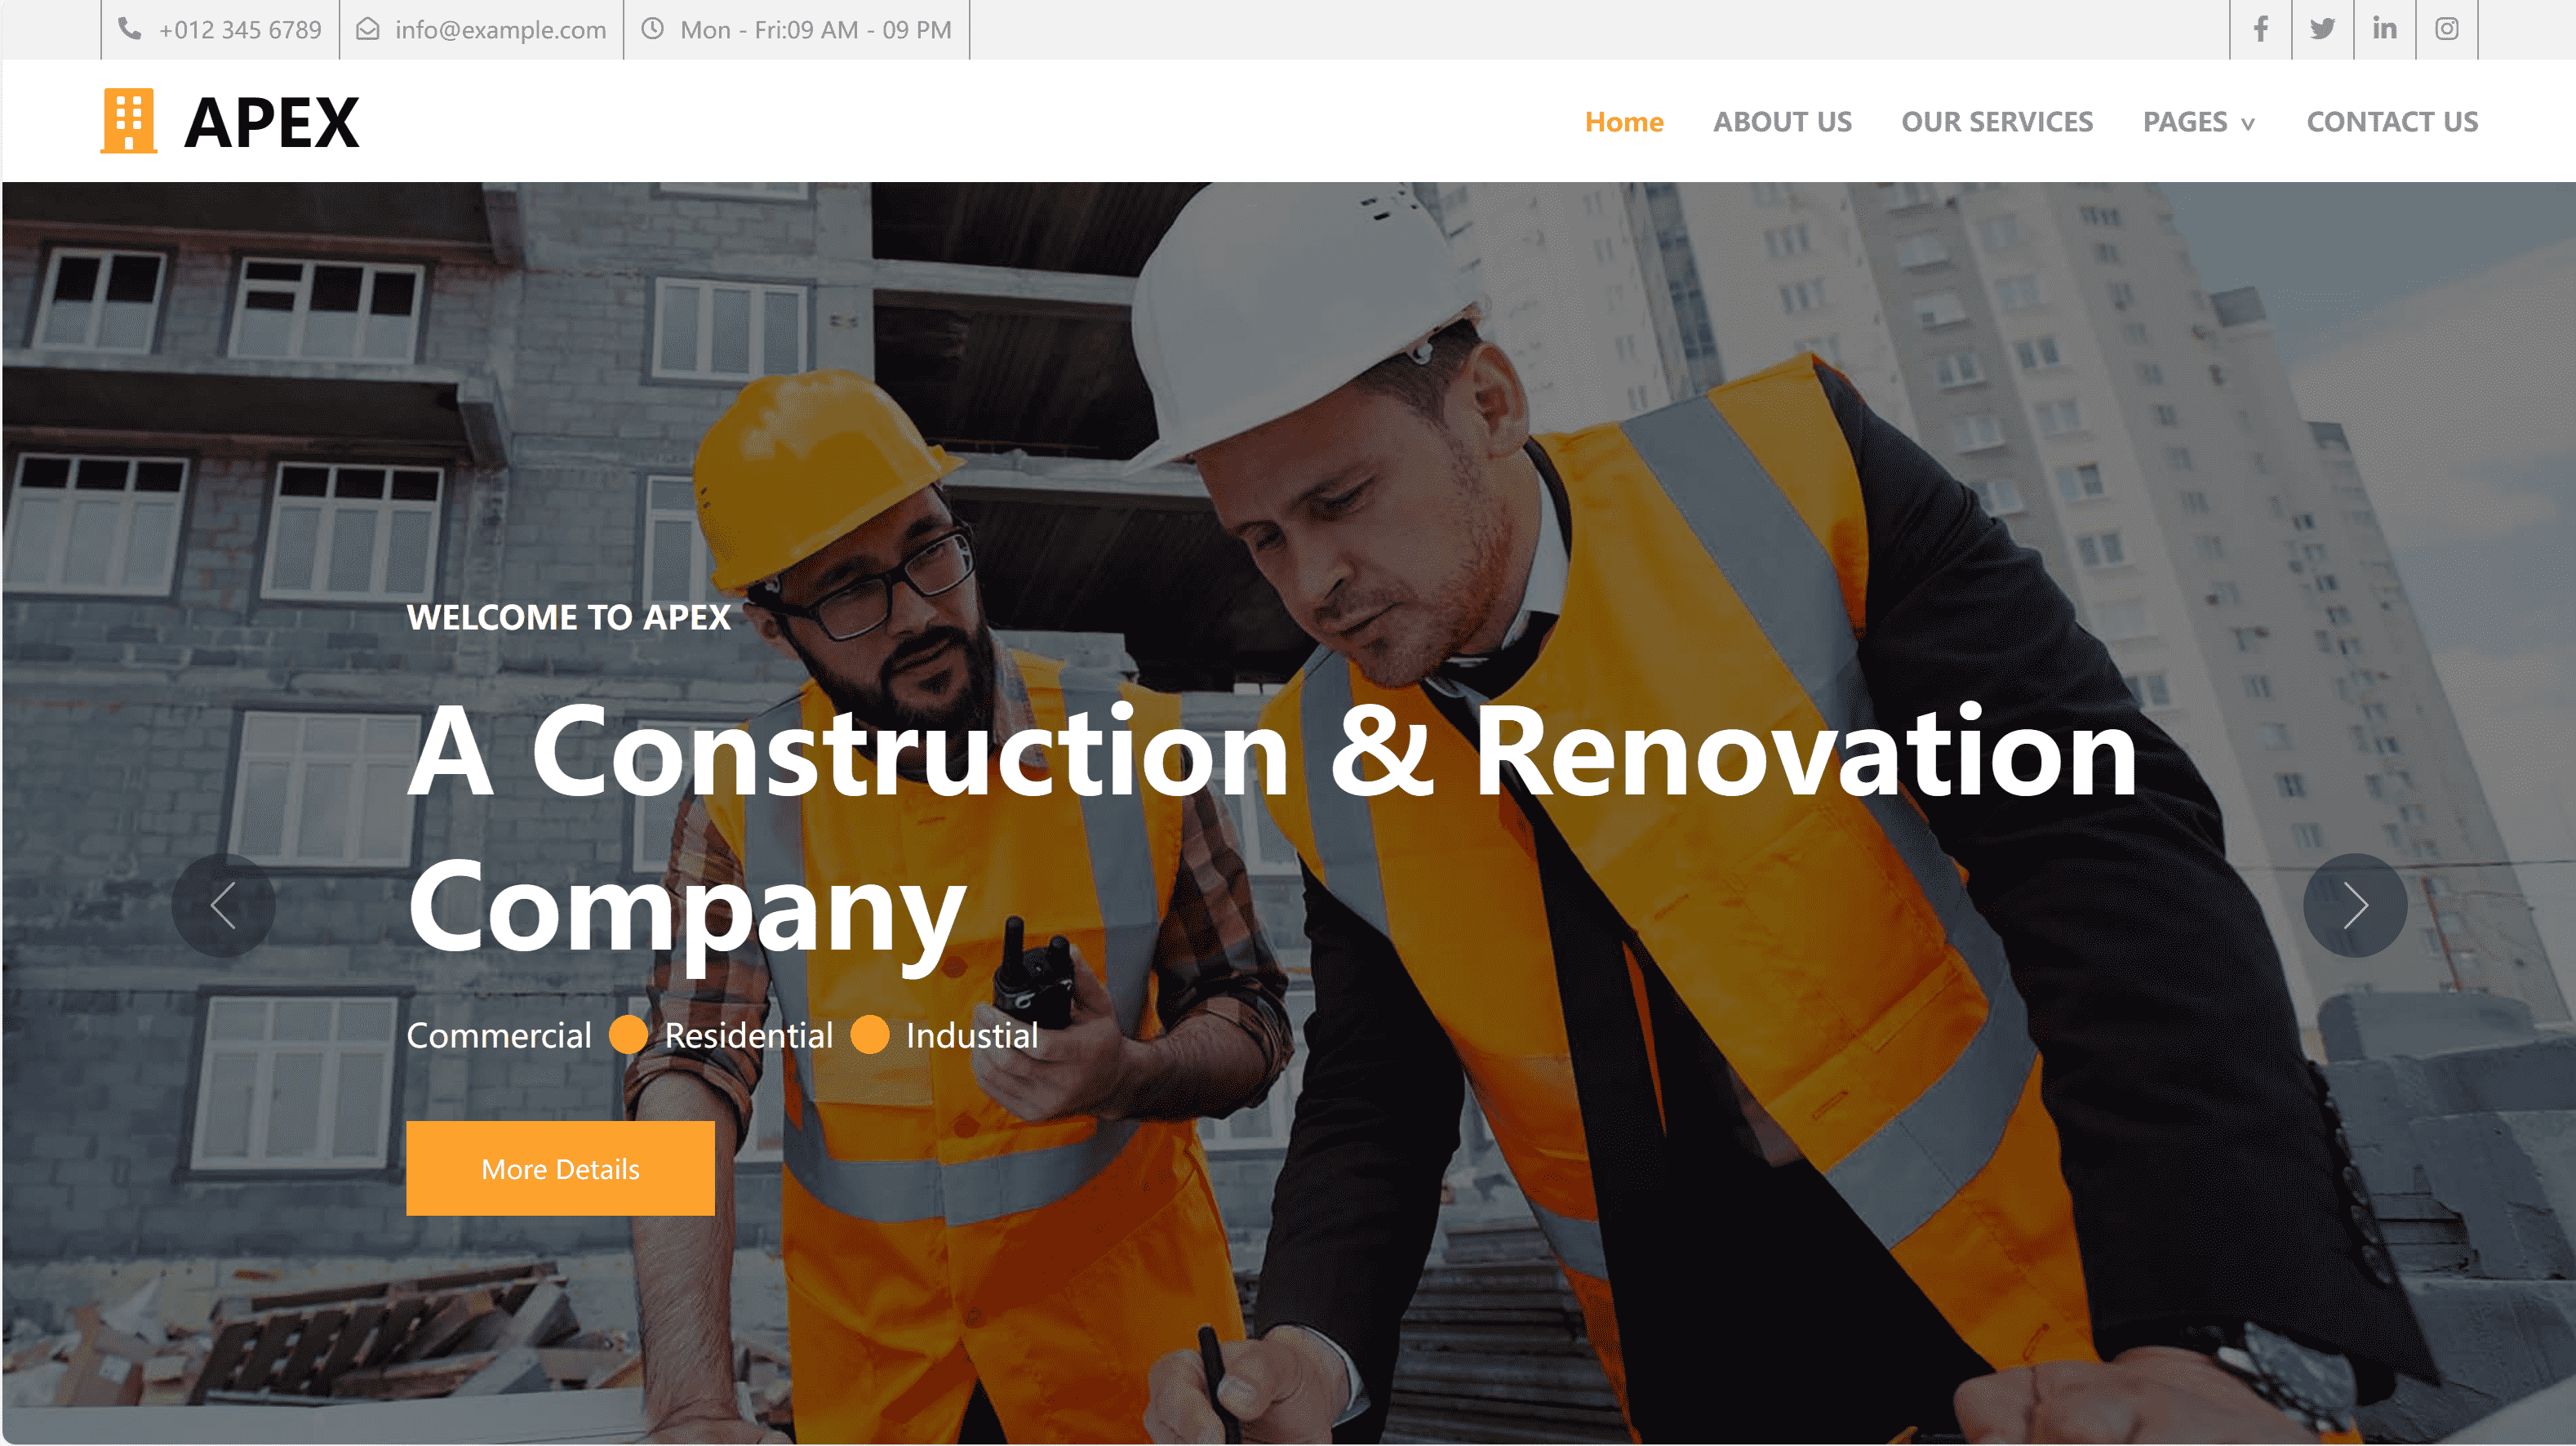 +012 345 6789
info@example.com
Mon - Fri:09 AM - 09 PM
APEX
Home
ABOUT US
OUR SERVICES
PAGES
CONTACT US
WELCOME TO APEX
A Construction & Renovation
Company
Commercial Residential Industial
More Details